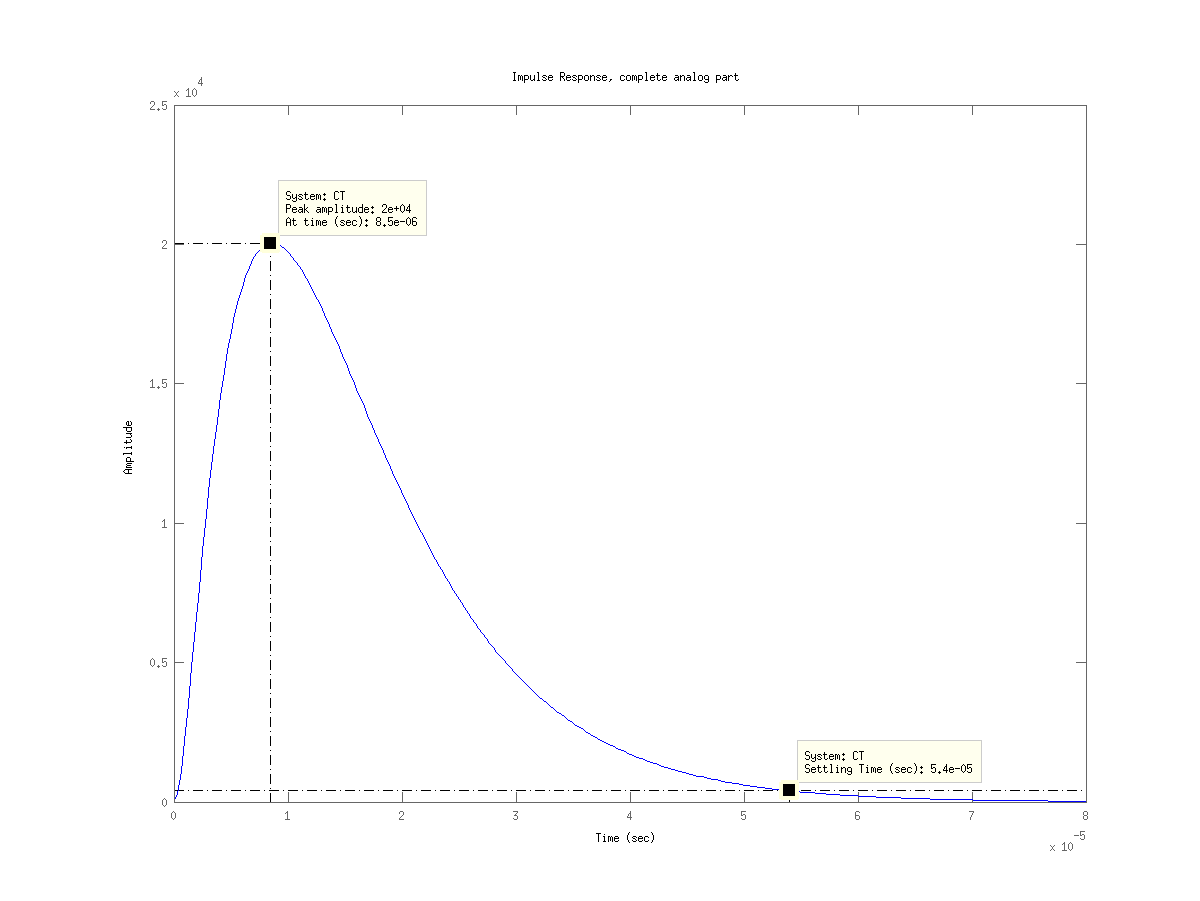 Impulse Response, complete analog part
x 10^4
2.5
System: CT
Peak amplitude: 2e+04
At time (sec): 8.5e-06
2
1.5
Amplitude
1
0.5
System: CT
Settling Time (sec): 5.4e-05
0
0 1 2 3 4 5 6 7 8
Time (sec)
x 10^-5